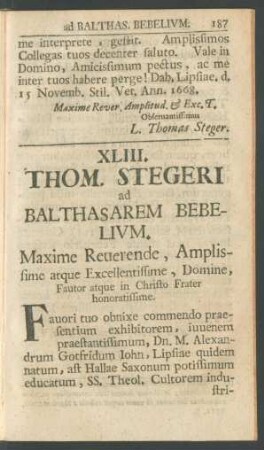 ad BALTHAS. BEBELIVM. 187
me interprete, geſiit. Ampliſſimos
Collegas tuos decenter ſaluto. Vale in
Domino, Amiciſſimum pectus, ac me
inter tuos habere perge! Dab. Lipſiae, d.
15 Novemb. Stil. Vet. Ann. 1668.
Maxime Rever. Amplitud. & Exc. T.
Obſervantiſſimus
L. Thomas Steger.
XLIII.
THOM. STEGERI
ad
BALTHASAREM BEBE-
LIVM.
Maxime Reuerende, Ampliſ-
ſime atque Excellentiſſime, Domine,
Fautor atque in Chriſto Frater
honoratiſſime.
Fauori tuo obnixe commendo prae-
ſentium exhibitorem, iuuenem
praeſtantiſſimum, Dn. M. Alexan-
drum Gotfridum Iohn, Lipſiae quidem
natum, aſt Hallae Saxonum potiſſimum
educatum, SS. Theol. Cultorem indu-
ſtri-